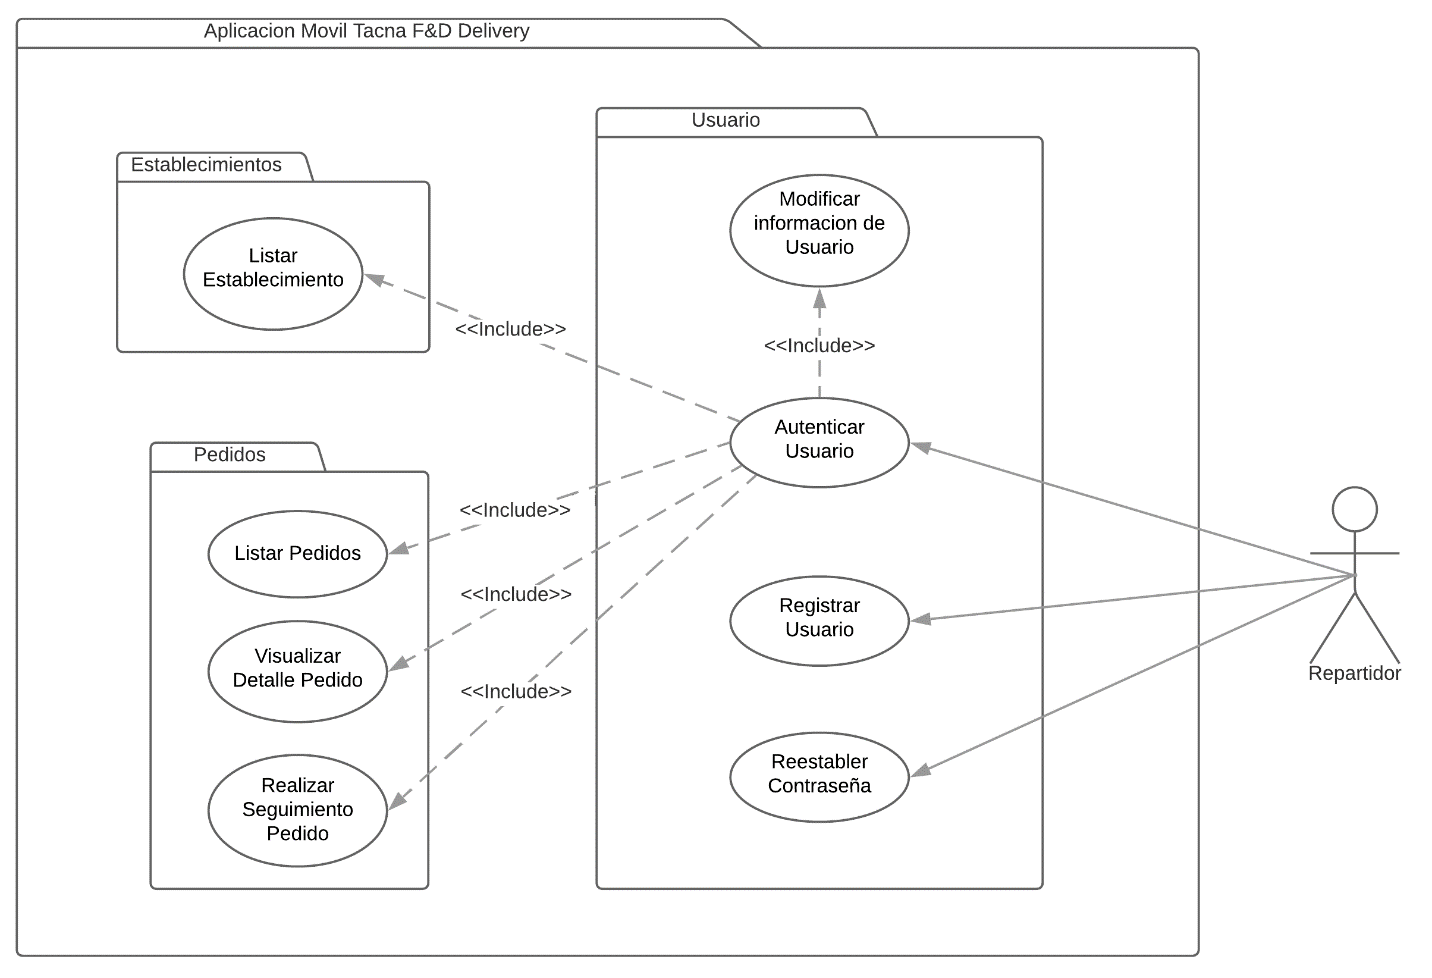 Aplicacion Movil Tacna F&D Delivery
Usuario
Establecimientos
Modificar
informacion de
Usuario
Listar
Establecimiento
<<Include>>
<<Include>>
Autenticar
Usuario
Pedidos
<<Include>>
Listar Pedidos
<<Include>>
Registrar
Usuario
Visualizar
Detalle Pedido
Repartidor
<<Include>>
Reestabler
Contraseña
Realizar
Seguimiento
Pedido